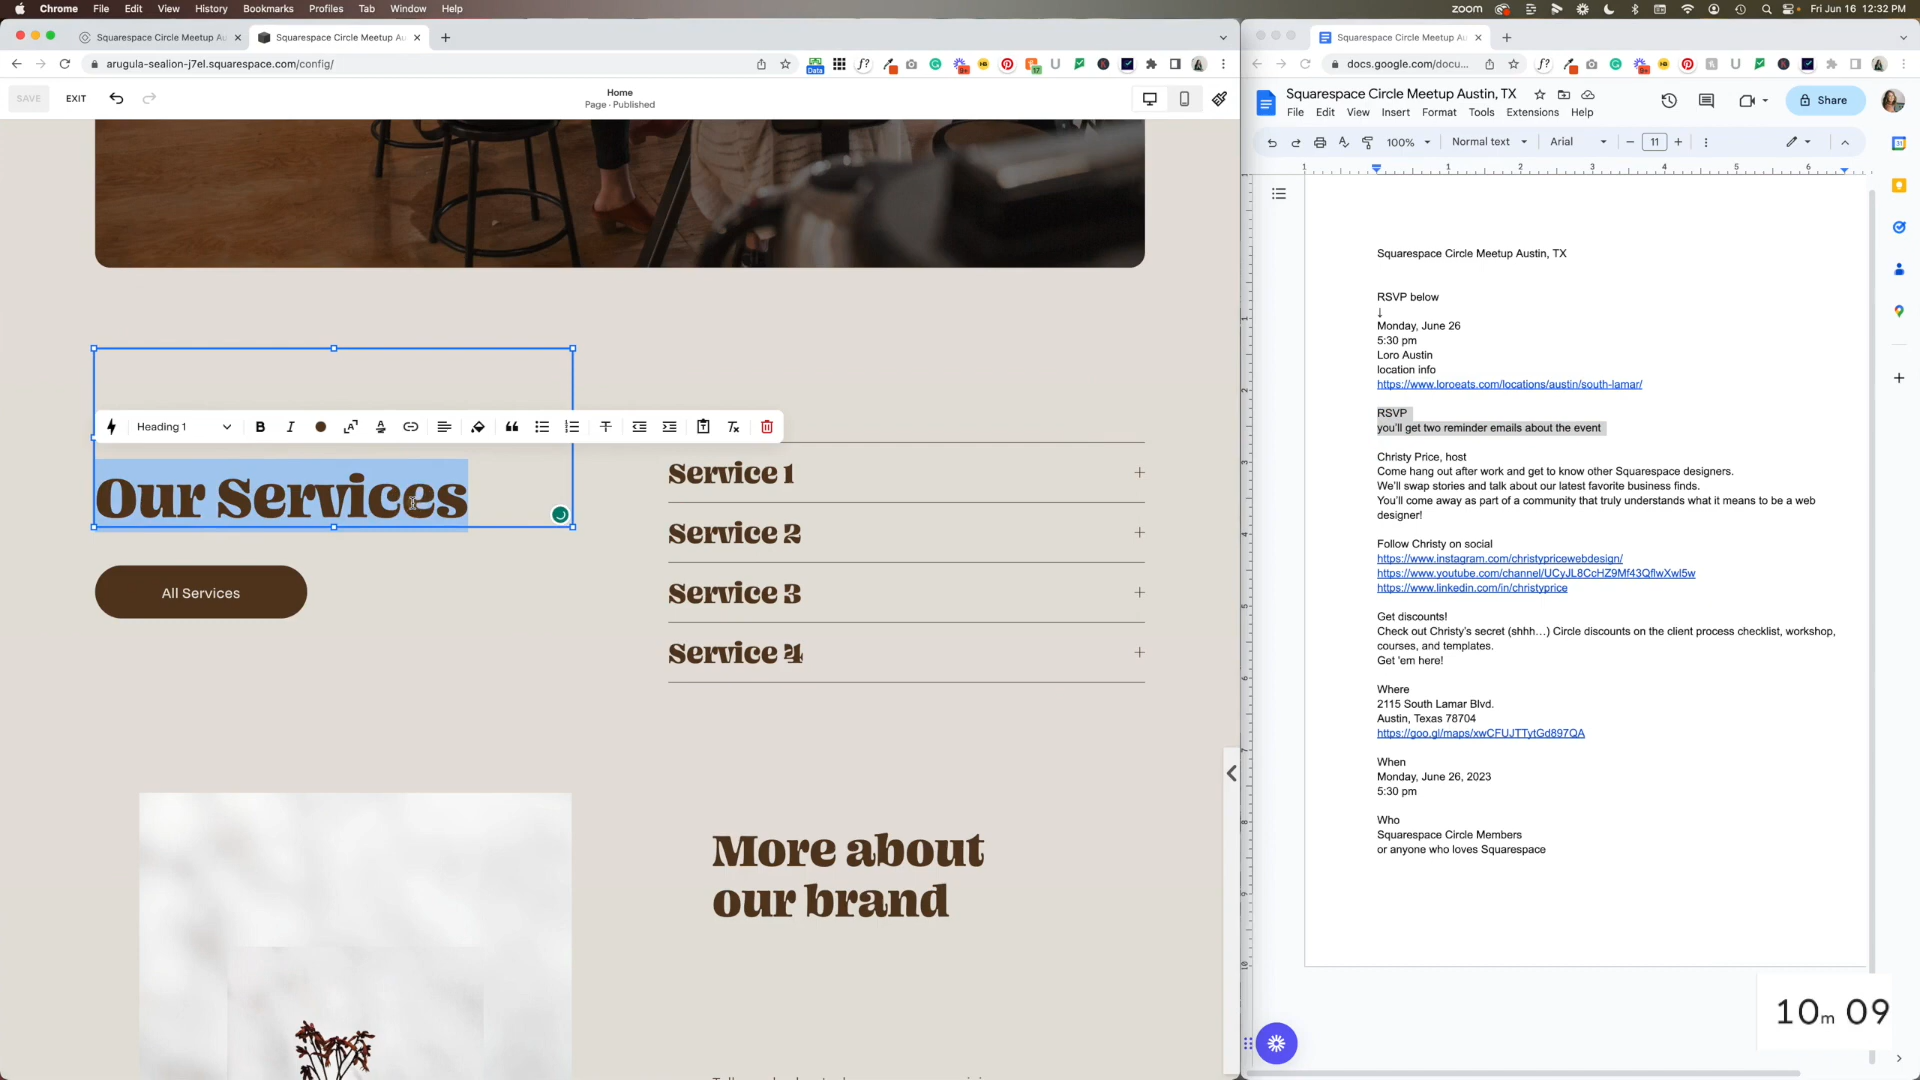 Chrome File Edit View History Bookmarks Profiles Tab Window Help
zoom Fri Jun 16 12:32 PM
Squarespace Circle Meetup Au
Squarespace Circle Meetup Au
arugula-sealion-j7el.squarespace.com/config/
SAVE EXIT
Home
Page · Published
Heading 1
Our Services
All Services
Service 1
Service 2
Service 3
Service 4
More about
our brand
Squarespace Circle Meetup Au
docs.google.com/docu...
Squarespace Circle Meetup Austin, TX
Share
File Edit View Insert Format Tools Extensions Help
100% Normal text Arial 11
Squarespace Circle Meetup Austin, TX
RSVP below
↓
Monday, June 26
5:30 pm
Loro Austin
location info
https://www.loroeats.com/locations/austin/south-lamar/
RSVP
you'll get two reminder emails about the event
Christy Price, host
Come hang out after work and get to know other Squarespace designers.
We'll swap stories and talk about our latest favorite business finds.
You'll come away as part of a community that truly understands what it means to be a web
designer!
Follow Christy on social
https://www.instagram.com/christypricewebdesign/
https://www.youtube.com/channel/UCyJL8CcHZ9Mf43QflwXwl5w
https://www.linkedin.com/in/christyprice
Get discounts!
Check out Christy's secret (shhh…) Circle discounts on the client process checklist, workshop,
courses, and templates.
Get 'em here!
Where
2115 South Lamar Blvd.
Austin, Texas 78704
https://goo.gl/maps/xwCFUJTTytGd897QA
When
Monday, June 26, 2023
5:30 pm
Who
Squarespace Circle Members
or anyone who loves Squarespace
10m 09